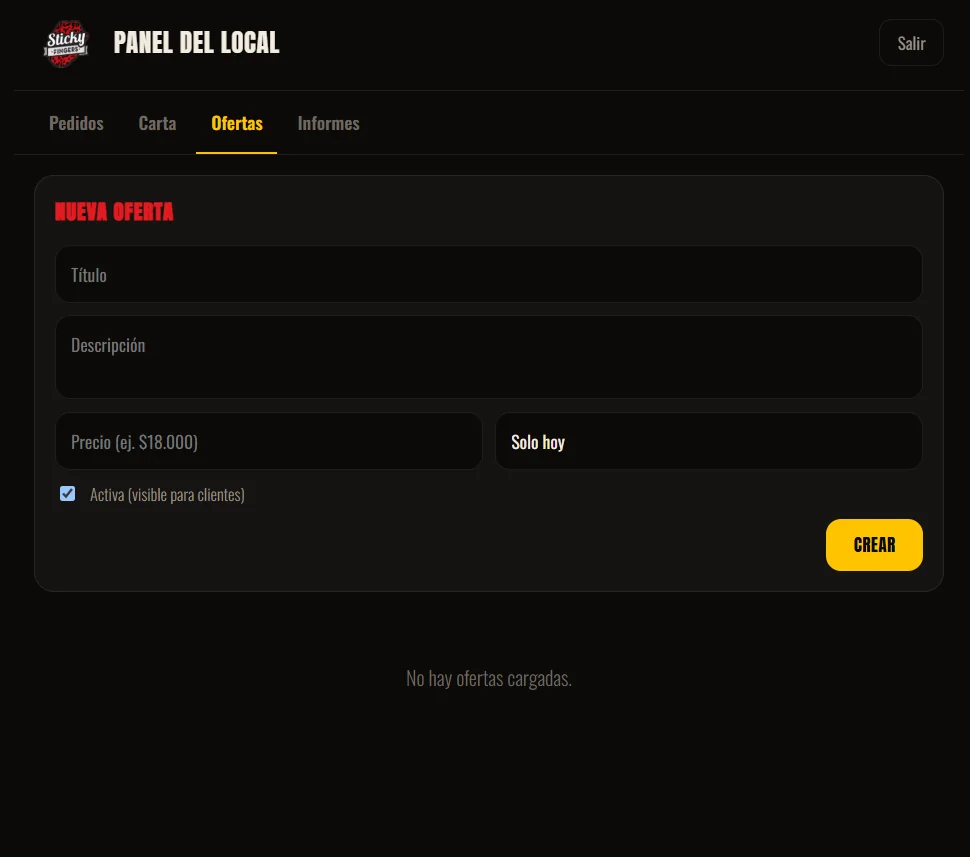 Sticky
FINGERS
PANEL DEL LOCAL
Salir
Pedidos
Carta
Ofertas
Informes
NUEVA OFERTA
Título
Descripción
Precio (ej. $18.000)
Solo hoy
Activa (visible para clientes)
CREAR
No hay ofertas cargadas.